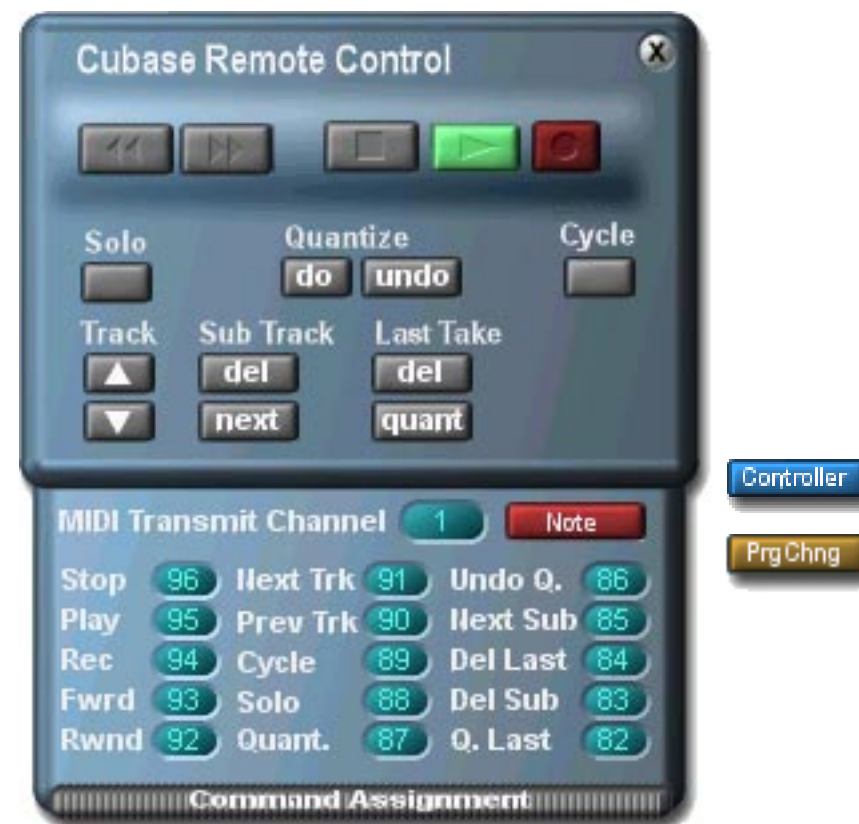 Cubase Remote Control X
Solo Quantize Cycle
do undo
Track Sub Track Last Take
del del
next quant
Controller
MIDI Transmit Channel 1 Note
PrgChng
Stop 96 Next Trk 91 Undo Q. 86
Play 95 Prev Trk 90 Next Sub 85
Rec 94 Cycle 89 Del Last 84
Fwrd 93 Solo 88 Del Sub 83
Rwnd 92 Quant. 87 Q. Last 82
Command Assignment